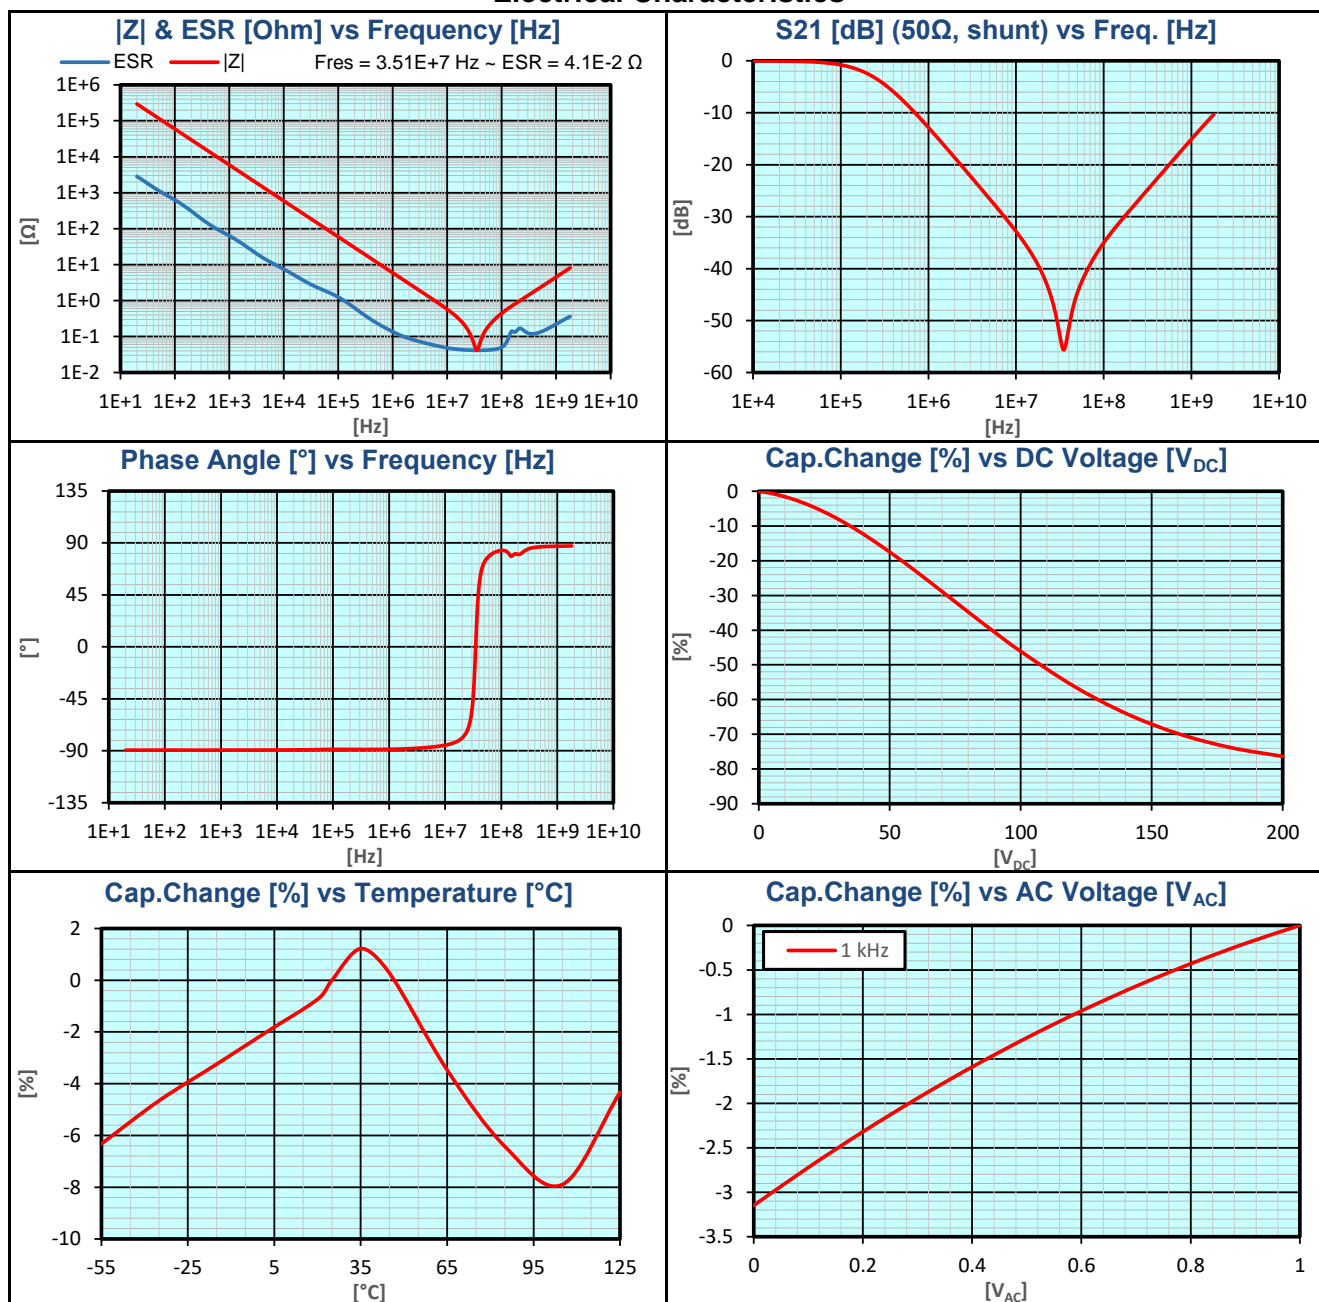 |Z| & ESR [Ohm] vs Frequency [Hz]
ESR |Z| Fres = 3.51E+7 Hz ~ ESR = 4.1E-2 Ω
1E+6
1E+5
1E+4
1E+3
1E+2
1E+1
1E+0
1E-1
1E-2
[Ω]
1E+1 1E+2 1E+3 1E+4 1E+5 1E+6 1E+7 1E+8 1E+9 1E+10
[Hz]
S21 [dB] (50Ω, shunt) vs Freq. [Hz]
0
-10
-20
-30
-40
-50
-60
[dB]
1E+4 1E+5 1E+6 1E+7 1E+8 1E+9 1E+10
[Hz]
Phase Angle [°] vs Frequency [Hz]
135
90
45
0
-45
-90
-135
[°]
1E+1 1E+2 1E+3 1E+4 1E+5 1E+6 1E+7 1E+8 1E+9 1E+10
[Hz]
Cap.Change [%] vs DC Voltage [VDC]
0
-10
-20
-30
-40
-50
-60
-70
-80
-90
[%]
0 50 100 150 200
[VDC]
Cap.Change [%] vs Temperature [°C]
2
0
-2
-4
-6
-8
-10
[%]
-55 -25 5 35 65 95 125
[°C]
Cap.Change [%] vs AC Voltage [VAC]
1 kHz
0
-0.5
-1
-1.5
-2
-2.5
-3
-3.5
[%]
0 0.2 0.4 0.6 0.8 1
[VAC]